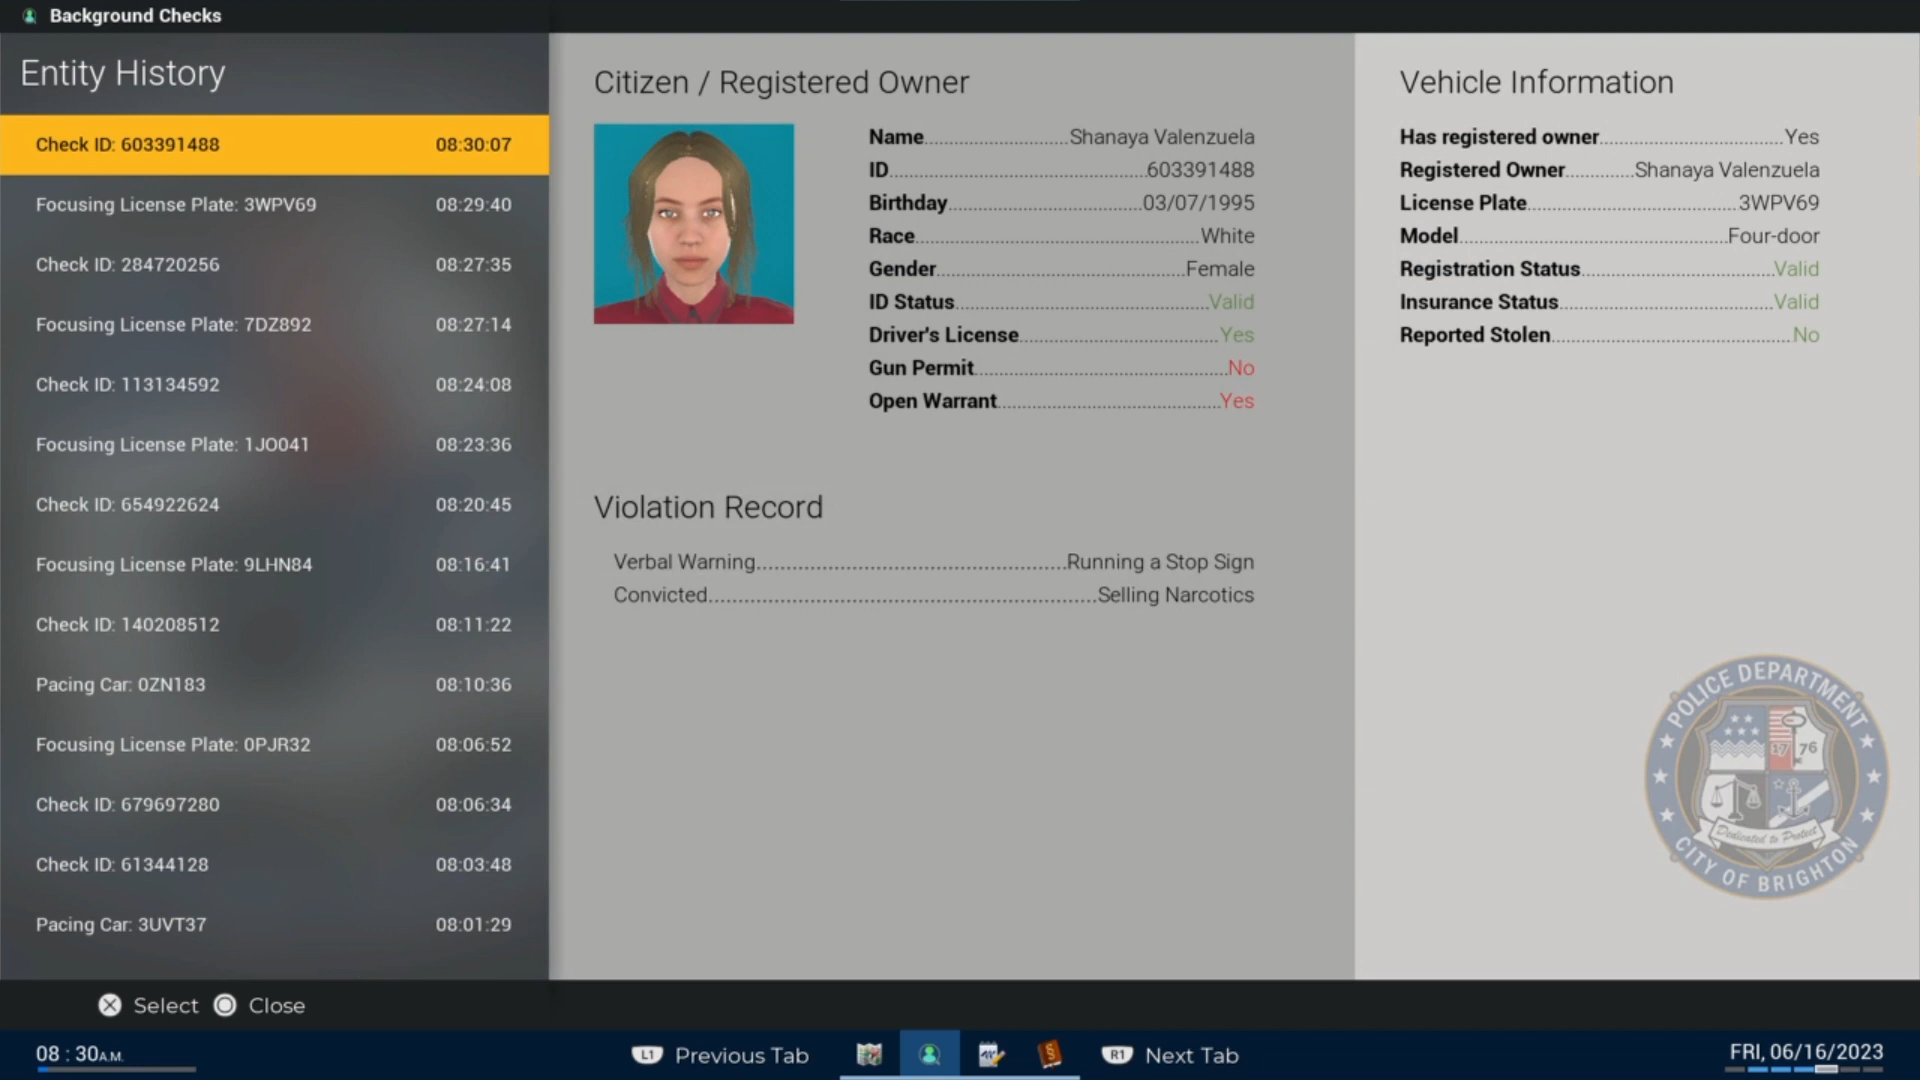 Background Checks
Entity History
Check ID: 603391488 08:30:07
Focusing License Plate: 3WPV69 08:29:40
Check ID: 284720256 08:27:35
Focusing License Plate: 7DZ892 08:27:14
Check ID: 113134592 08:24:08
Focusing License Plate: 1JO041 08:23:36
Check ID: 654922624 08:20:45
Focusing License Plate: 9LHN84 08:16:41
Check ID: 140208512 08:11:22
Pacing Car: 0ZN183 08:10:36
Focusing License Plate: 0PJR32 08:06:52
Check ID: 679697280 08:06:34
Check ID: 61344128 08:03:48
Pacing Car: 3UVT37 08:01:29
Citizen / Registered Owner
Name Shanaya Valenzuela
ID 603391488
Birthday 03/07/1995
Race White
Gender Female
ID Status Valid
Driver's License Yes
Gun Permit No
Open Warrant Yes
Violation Record
Verbal Warning Running a Stop Sign
Convicted Selling Narcotics
Vehicle Information
Has registered owner Yes
Registered Owner Shanaya Valenzuela
License Plate 3WPV69
Model Four-door
Registration Status Valid
Insurance Status Valid
Reported Stolen No
POLICE DEPARTMENT
17 76
Dedicated to Protect
CITY OF BRIGHTON
Select Close
08 : 30 A.M.
L1 Previous Tab
R1 Next Tab
FRI, 06/16/2023